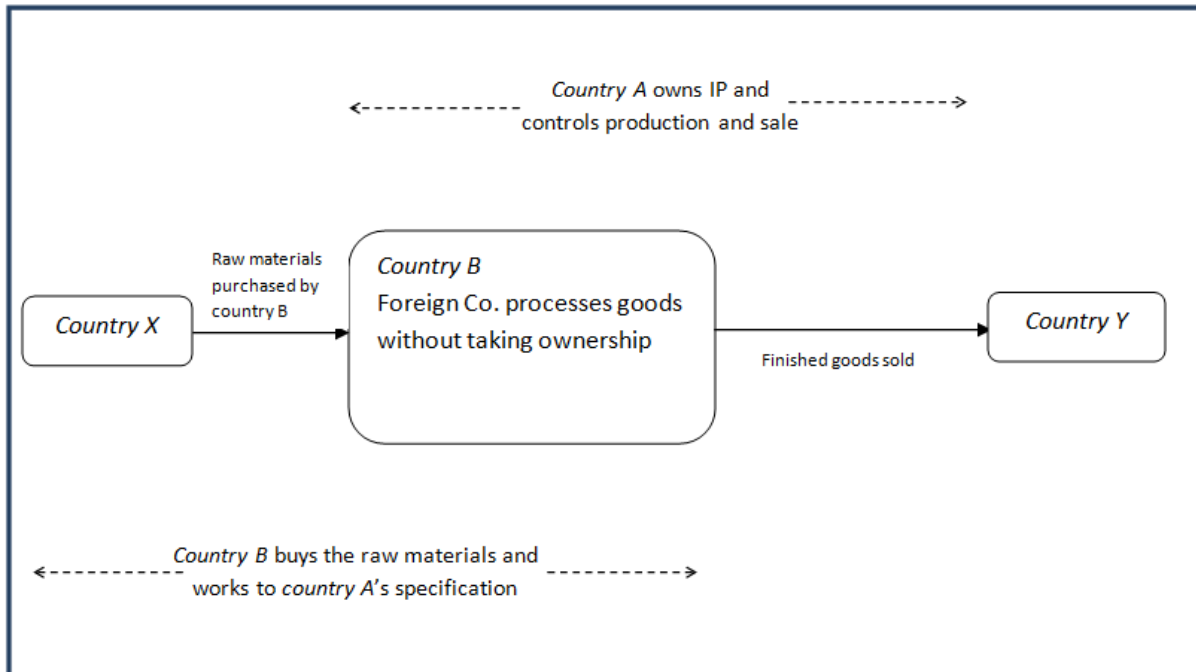 Country A owns IP and
controls production and sale
Raw materials
purchased by
country B
Country B
Foreign Co. processes goods
without taking ownership
Country X
Country Y
Finished goods sold
Country B buys the raw materials and
works to country A's specification